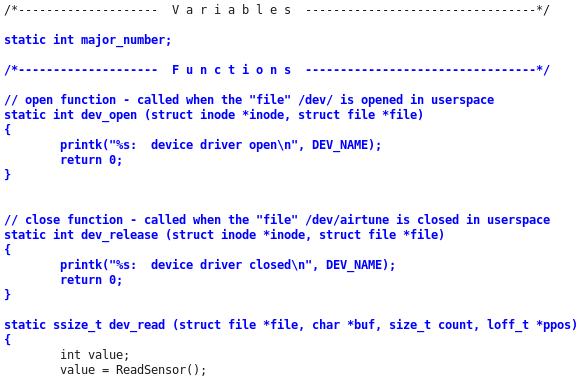 /*--------------------  V a r i a b l e s  ---------------------------------*/
static int major_number;
/*--------------------  F u n c t i o n s  ---------------------------------*/
// open function - called when the "file" /dev/ is opened in userspace
static int dev_open (struct inode *inode, struct file *file)
{
        printk("%s:  device driver open\n", DEV_NAME);
        return 0;
}
// close function - called when the "file" /dev/airtune is closed in userspace
static int dev_release (struct inode *inode, struct file *file)
{
        printk("%s:  device driver closed\n", DEV_NAME);
        return 0;
}
static ssize_t dev_read (struct file *file, char *buf, size_t count, loff_t *ppos)
{
        int value;
        value = ReadSensor();